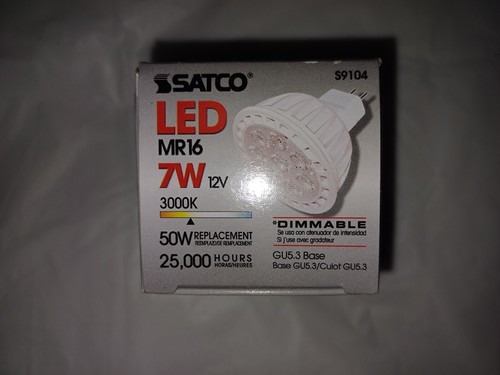 SATCO®
S9104
LED
MR16
7W 12V
3000K
50W REPLACEMENT
REEMPLAZO/DE REMPLACEMENT
25,000 HOURS
HORAS/HEURES
*DIMMABLE
Se usa con atenuador de intensidad
Si j'use avec gradateur
GU5.3 Base
Base GU5.3/Culot GU5.3